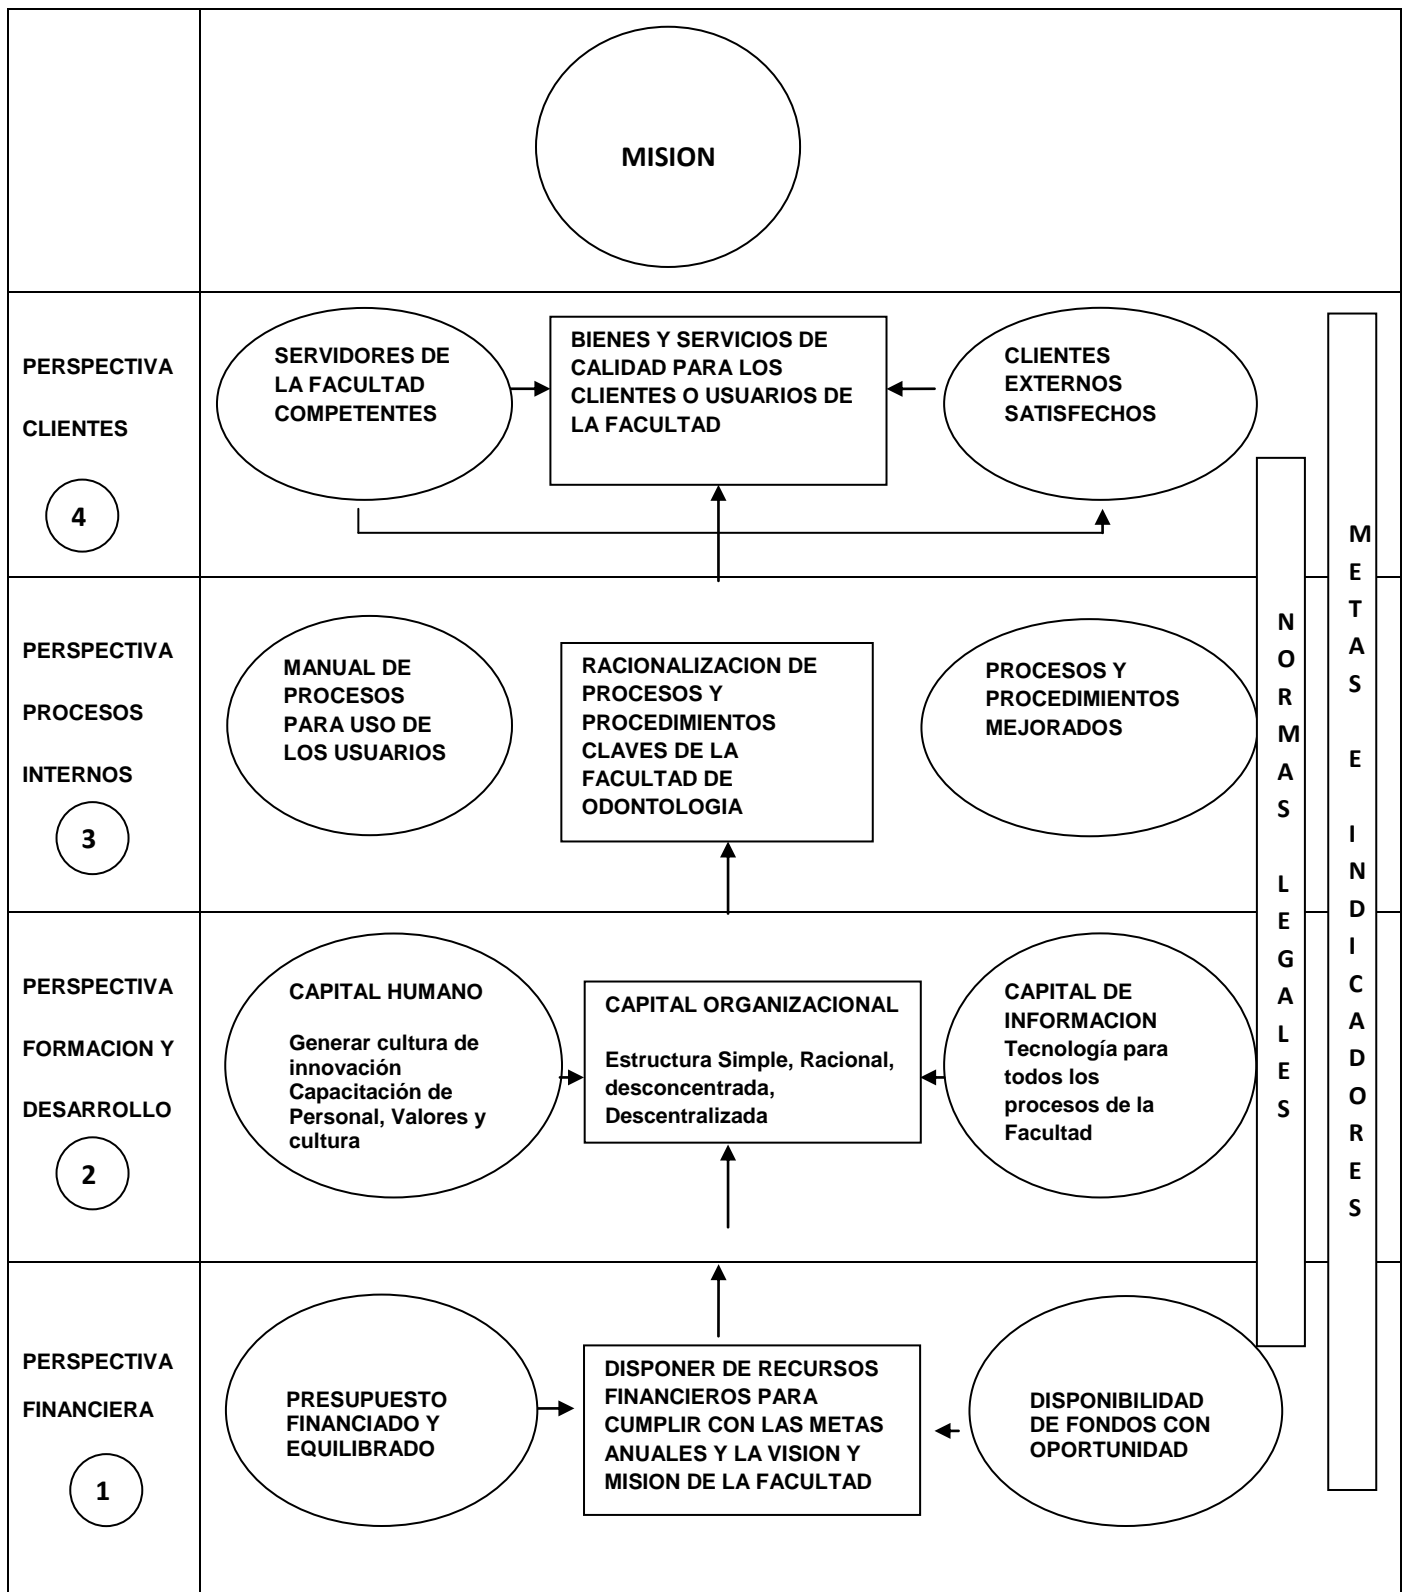 MISION
PERSPECTIVA
CLIENTES
4
SERVIDORES DE
LA FACULTAD
COMPETENTES
BIENES Y SERVICIOS DE
CALIDAD PARA LOS
CLIENTES O USUARIOS DE
LA FACULTAD
CLIENTES
EXTERNOS
SATISFECHOS
PERSPECTIVA
PROCESOS
INTERNOS
3
MANUAL DE
PROCESOS
PARA USO DE
LOS USUARIOS
RACIONALIZACION DE
PROCESOS Y
PROCEDIMIENTOS
CLAVES DE LA
FACULTAD DE
ODONTOLOGIA
PROCESOS Y
PROCEDIMIENTOS
MEJORADOS
PERSPECTIVA
FORMACION Y
DESARROLLO
2
CAPITAL HUMANO
Generar cultura de
innovación
Capacitación de
Personal, Valores y
cultura
CAPITAL ORGANIZACIONAL
Estructura Simple, Racional,
desconcentrada,
Descentralizada
CAPITAL DE
INFORMACION
Tecnología para
todos los
procesos de la
Facultad
PERSPECTIVA
FINANCIERA
1
PRESUPUESTO
FINANCIADO Y
EQUILIBRADO
DISPONER DE RECURSOS
FINANCIEROS PARA
CUMPLIR CON LAS METAS
ANUALES Y LA VISION Y
MISION DE LA FACULTAD
DISPONIBILIDAD
DE FONDOS CON
OPORTUNIDAD
NORMAS LEGALES
METAS E INDICADORES